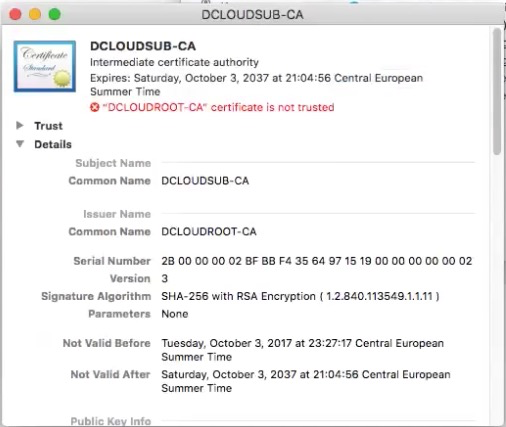 DCLOUDSUB-CA
Certificate
Standard
DCLOUDSUB-CA
Intermediate certificate authority
Expires: Saturday, October 3, 2037 at 21:04:56 Central European
Summer Time
"DCLOUDROOT-CA" certificate is not trusted
Trust
Details
Subject Name
Common Name DCLOUDSUB-CA
Issuer Name
Common Name DCLOUDROOT-CA
Serial Number 2B 00 00 00 02 BF BB F4 35 64 97 15 19 00 00 00 00 00 02
Version 3
Signature Algorithm SHA-256 with RSA Encryption ( 1.2.840.113549.1.1.11 )
Parameters None
Not Valid Before Tuesday, October 3, 2017 at 23:27:17 Central European
Summer Time
Not Valid After Saturday, October 3, 2037 at 21:04:56 Central European
Summer Time
Public Key Info